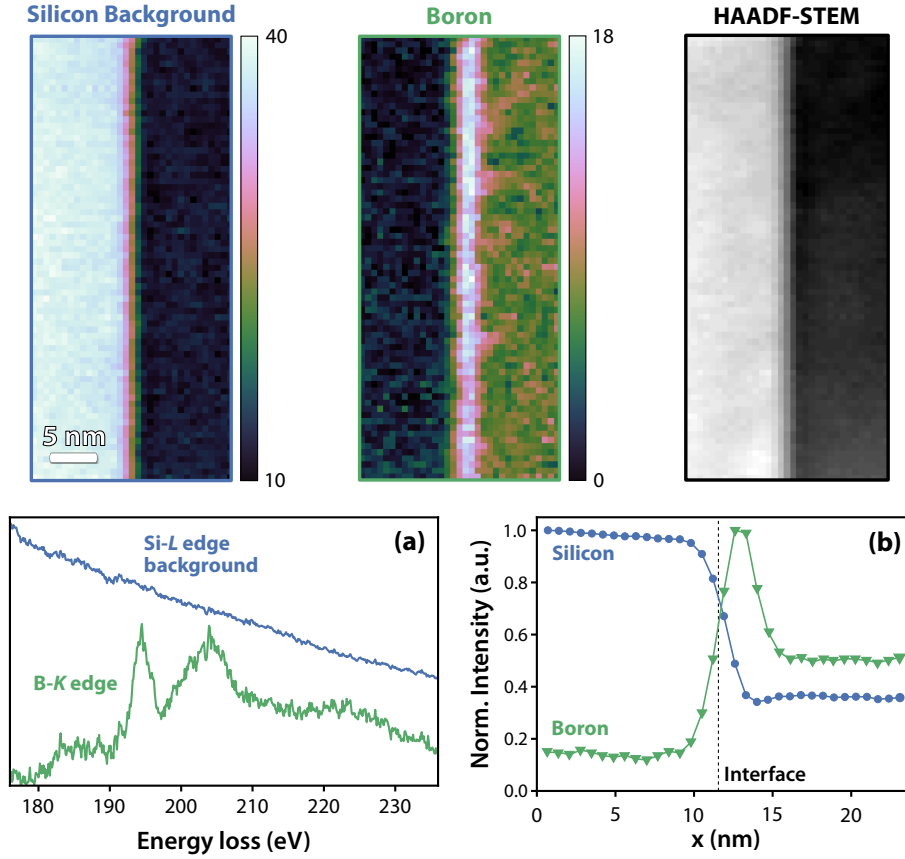 Silicon Background
Boron
HAADF-STEM
40
10
18
0
5 nm
(a)
Si-L edge
background
B-K edge
180 190 200 210 220 230
Energy loss (eV)
(b)
Norm. Intensity (a.u.)
1.0
0.8
0.6
0.4
0.2
0.0
Silicon
Boron
Interface
0 5 10 15 20
x (nm)